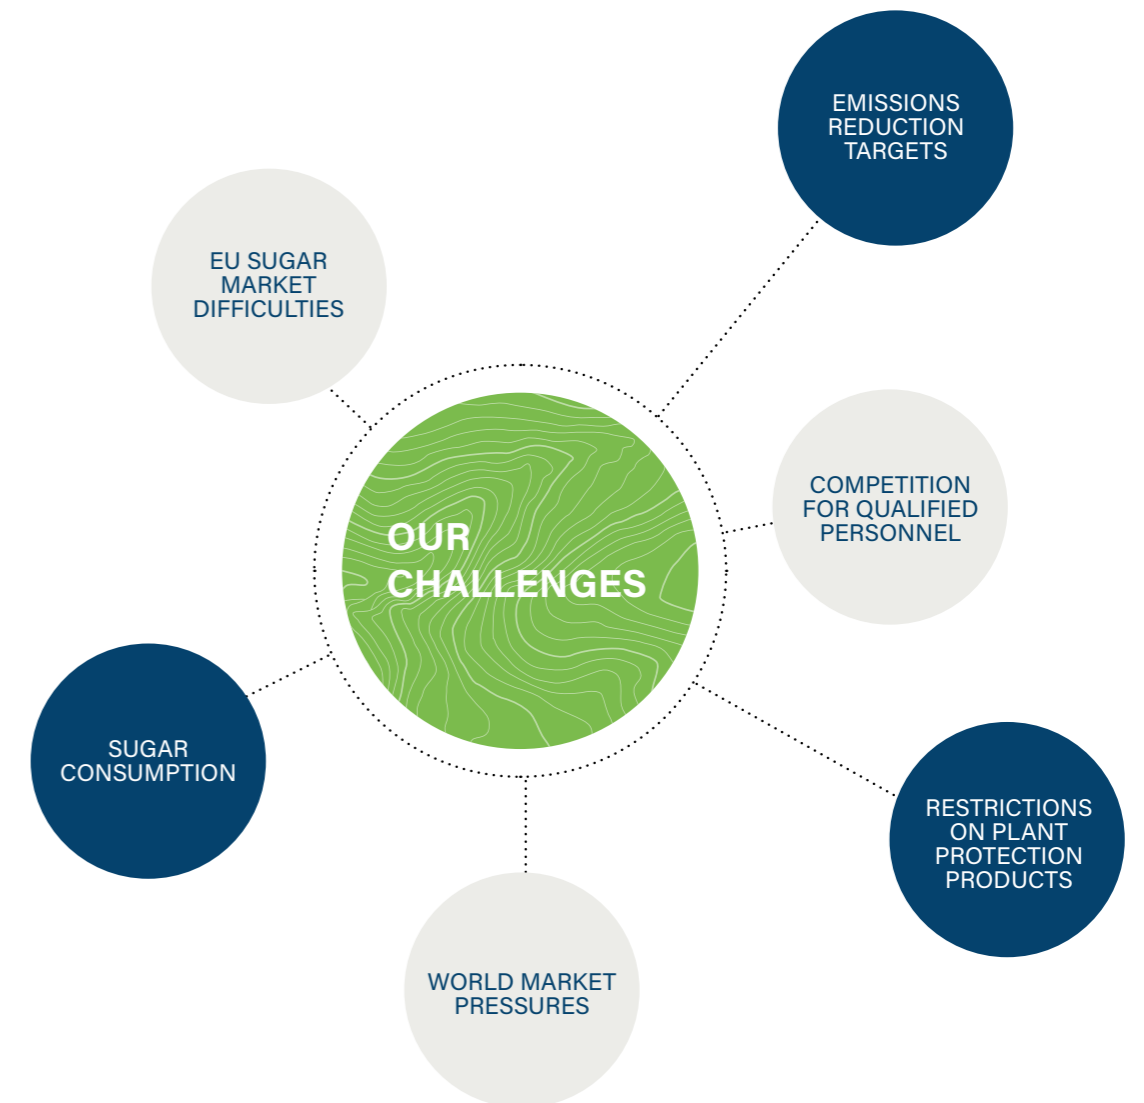 EMISSIONS
REDUCTION
TARGETS
EU SUGAR
MARKET
DIFFICULTIES
COMPETITION
FOR QUALIFIED
PERSONNEL
OUR
CHALLENGES
SUGAR
CONSUMPTION
RESTRICTIONS
ON PLANT
PROTECTION
PRODUCTS
WORLD MARKET
PRESSURES